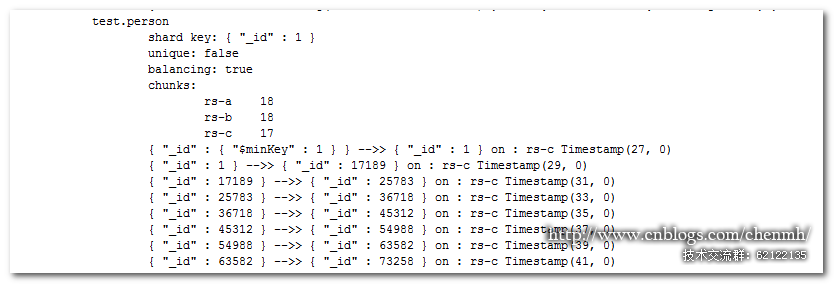 test.person
shard key: { "_id" : 1 }
unique: false
balancing: true
chunks:
rs-a 18
rs-b 18
rs-c 17
{ "_id" : { "$minKey" : 1 } } -->> { "_id" : 1 } on : rs-c Timestamp(27, 0)
{ "_id" : 1 } -->> { "_id" : 17189 } on : rs-c Timestamp(29, 0)
{ "_id" : 17189 } -->> { "_id" : 25783 } on : rs-c Timestamp(31, 0)
{ "_id" : 25783 } -->> { "_id" : 36718 } on : rs-c Timestamp(33, 0)
{ "_id" : 36718 } -->> { "_id" : 45312 } on : rs-c Timestamp(35, 0)
{ "_id" : 45312 } -->> { "_id" : 54988 } on : rs-c Timestamp(37, 0)
http://www.cnblogs.com/chenmh/
{ "_id" : 54988 } -->> { "_id" : 63582 } on : rs-c Timestamp(39, 0)
技术交流群：62122135
{ "_id" : 63582 } -->> { "_id" : 73258 } on : rs-c Timestamp(41, 0)